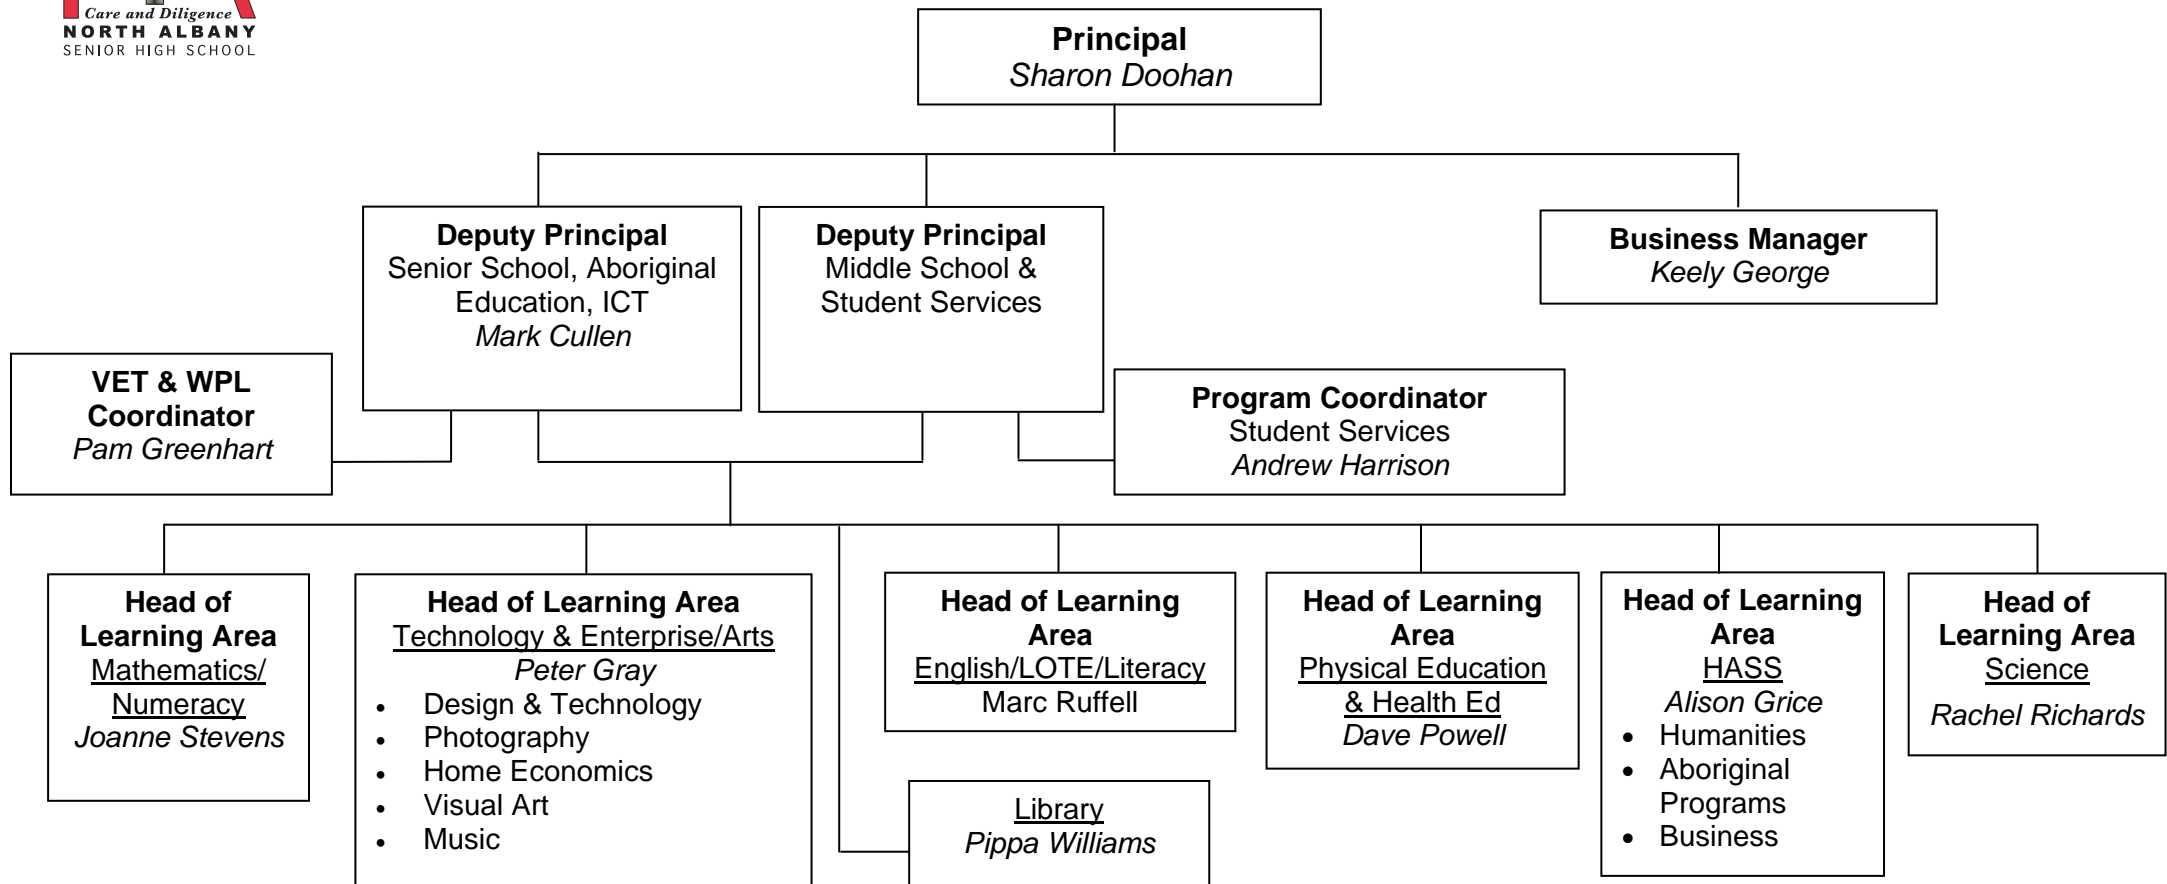 Care and Diligence
NORTH ALBANY
SENIOR HIGH SCHOOL
Principal
Sharon Doohan
Deputy Principal
Senior School, Aboriginal
Education, ICT
Mark Cullen
Deputy Principal
Middle School &
Student Services
Business Manager
Keely George
VET & WPL
Coordinator
Pam Greenhart
Program Coordinator
Student Services
Andrew Harrison
Head of
Learning Area
Mathematics/
Numeracy
Joanne Stevens
Head of Learning Area
Technology & Enterprise/Arts
Peter Gray
• Design & Technology
• Photography
• Home Economics
• Visual Art
• Music
Head of Learning
Area
English/LOTE/Literacy
Marc Ruffell
Library
Pippa Williams
Head of Learning
Area
Physical Education
& Health Ed
Dave Powell
Head of Learning
Area
HASS
Alison Grice
• Humanities
• Aboriginal
Programs
• Business
Head of
Learning Area
Science
Rachel Richards